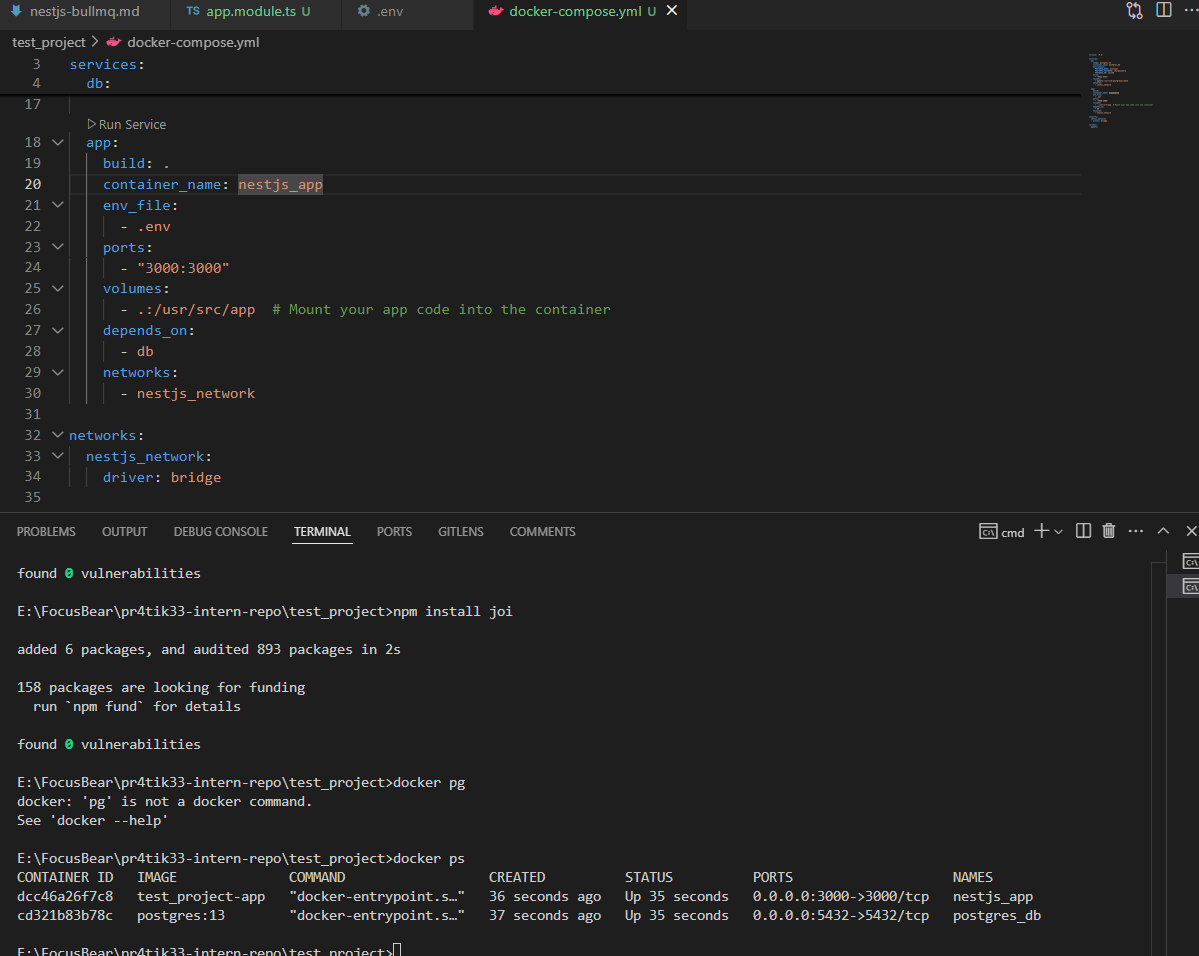 nestjs-bullmq.md TS app.module.ts U .env docker-compose.yml U
test_project > docker-compose.yml
3 services:
4 db:
17
Run Service
18 app:
19 build: .
20 container_name: nestjs_app
21 env_file:
22 - .env
23 ports:
24 - "3000:3000"
25 volumes:
26 - .:/usr/src/app # Mount your app code into the container
27 depends_on:
28 - db
29 networks:
30 - nestjs_network
31
32 networks:
33 nestjs_network:
34 driver: bridge
35
PROBLEMS OUTPUT DEBUG CONSOLE TERMINAL PORTS GITLENS COMMENTS cmd
found 0 vulnerabilities
E:\FocusBear\pr4tik33-intern-repo\test_project>npm install joi
added 6 packages, and audited 893 packages in 2s
158 packages are looking for funding
run `npm fund` for details
found 0 vulnerabilities
E:\FocusBear\pr4tik33-intern-repo\test_project>docker pg
docker: 'pg' is not a docker command.
See 'docker --help'
E:\FocusBear\pr4tik33-intern-repo\test_project>docker ps
CONTAINER ID IMAGE COMMAND CREATED STATUS PORTS NAMES
dcc46a26f7c8 test_project-app "docker-entrypoint.s…" 36 seconds ago Up 35 seconds 0.0.0.0:3000->3000/tcp nestjs_app
cd321b83b78c postgres:13 "docker-entrypoint.s…" 37 seconds ago Up 35 seconds 0.0.0.0:5432->5432/tcp postgres_db
E:\FocusBear\pr4tik33-intern-repo\test_project>